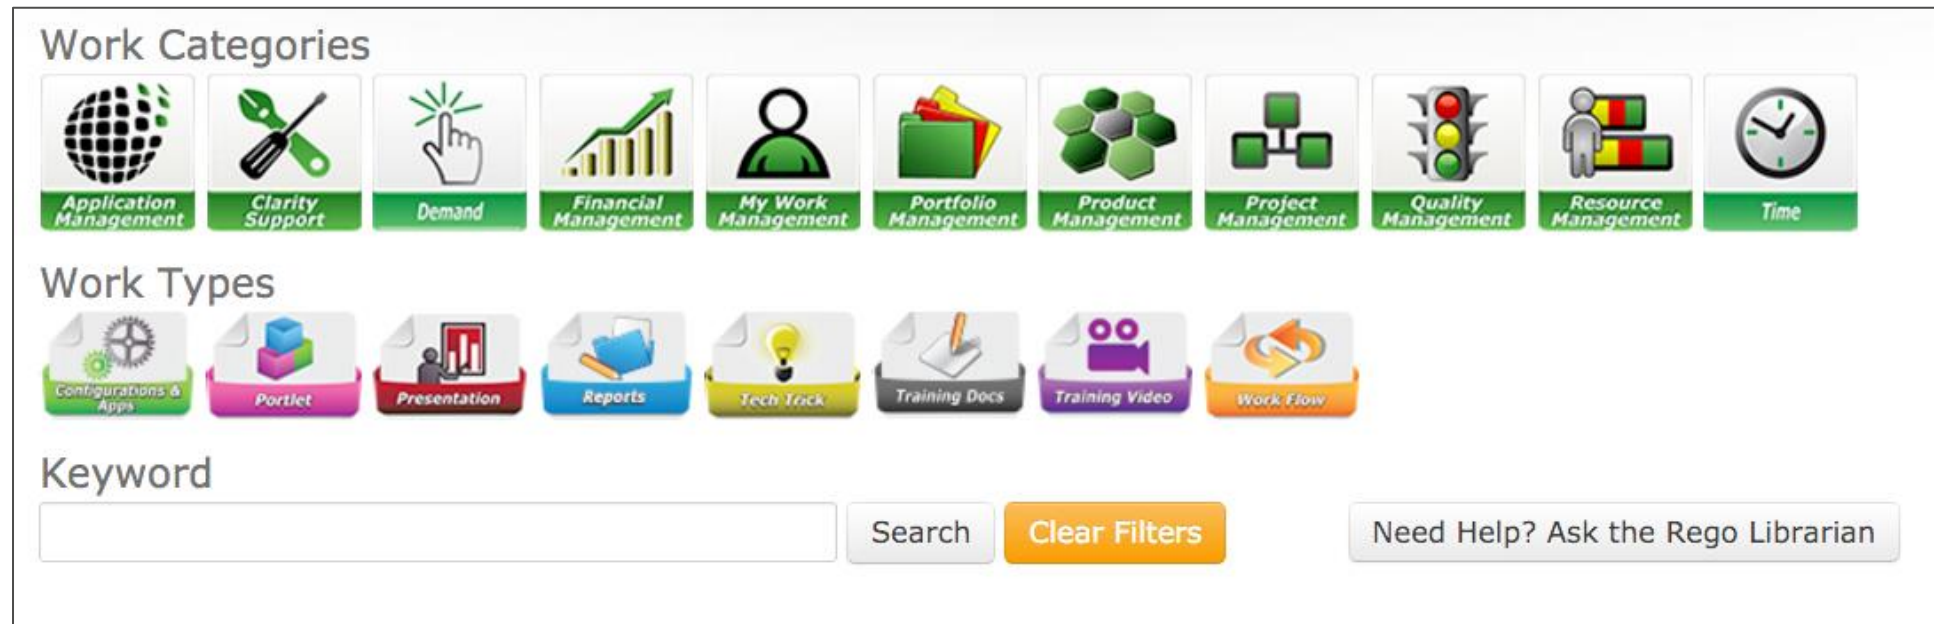 Work Categories
Application Management
Clarity Support
Demand
Financial Management
My Work Management
Portfolio Management
Product Management
Project Management
Quality Management
Resource Management
Time
Work Types
Configurations & Apps
Portlet
Presentation
Reports
Tech Trick
Training Docs
Training Video
Work Flow
Keyword
Search
Clear Filters
Need Help? Ask the Rego Librarian